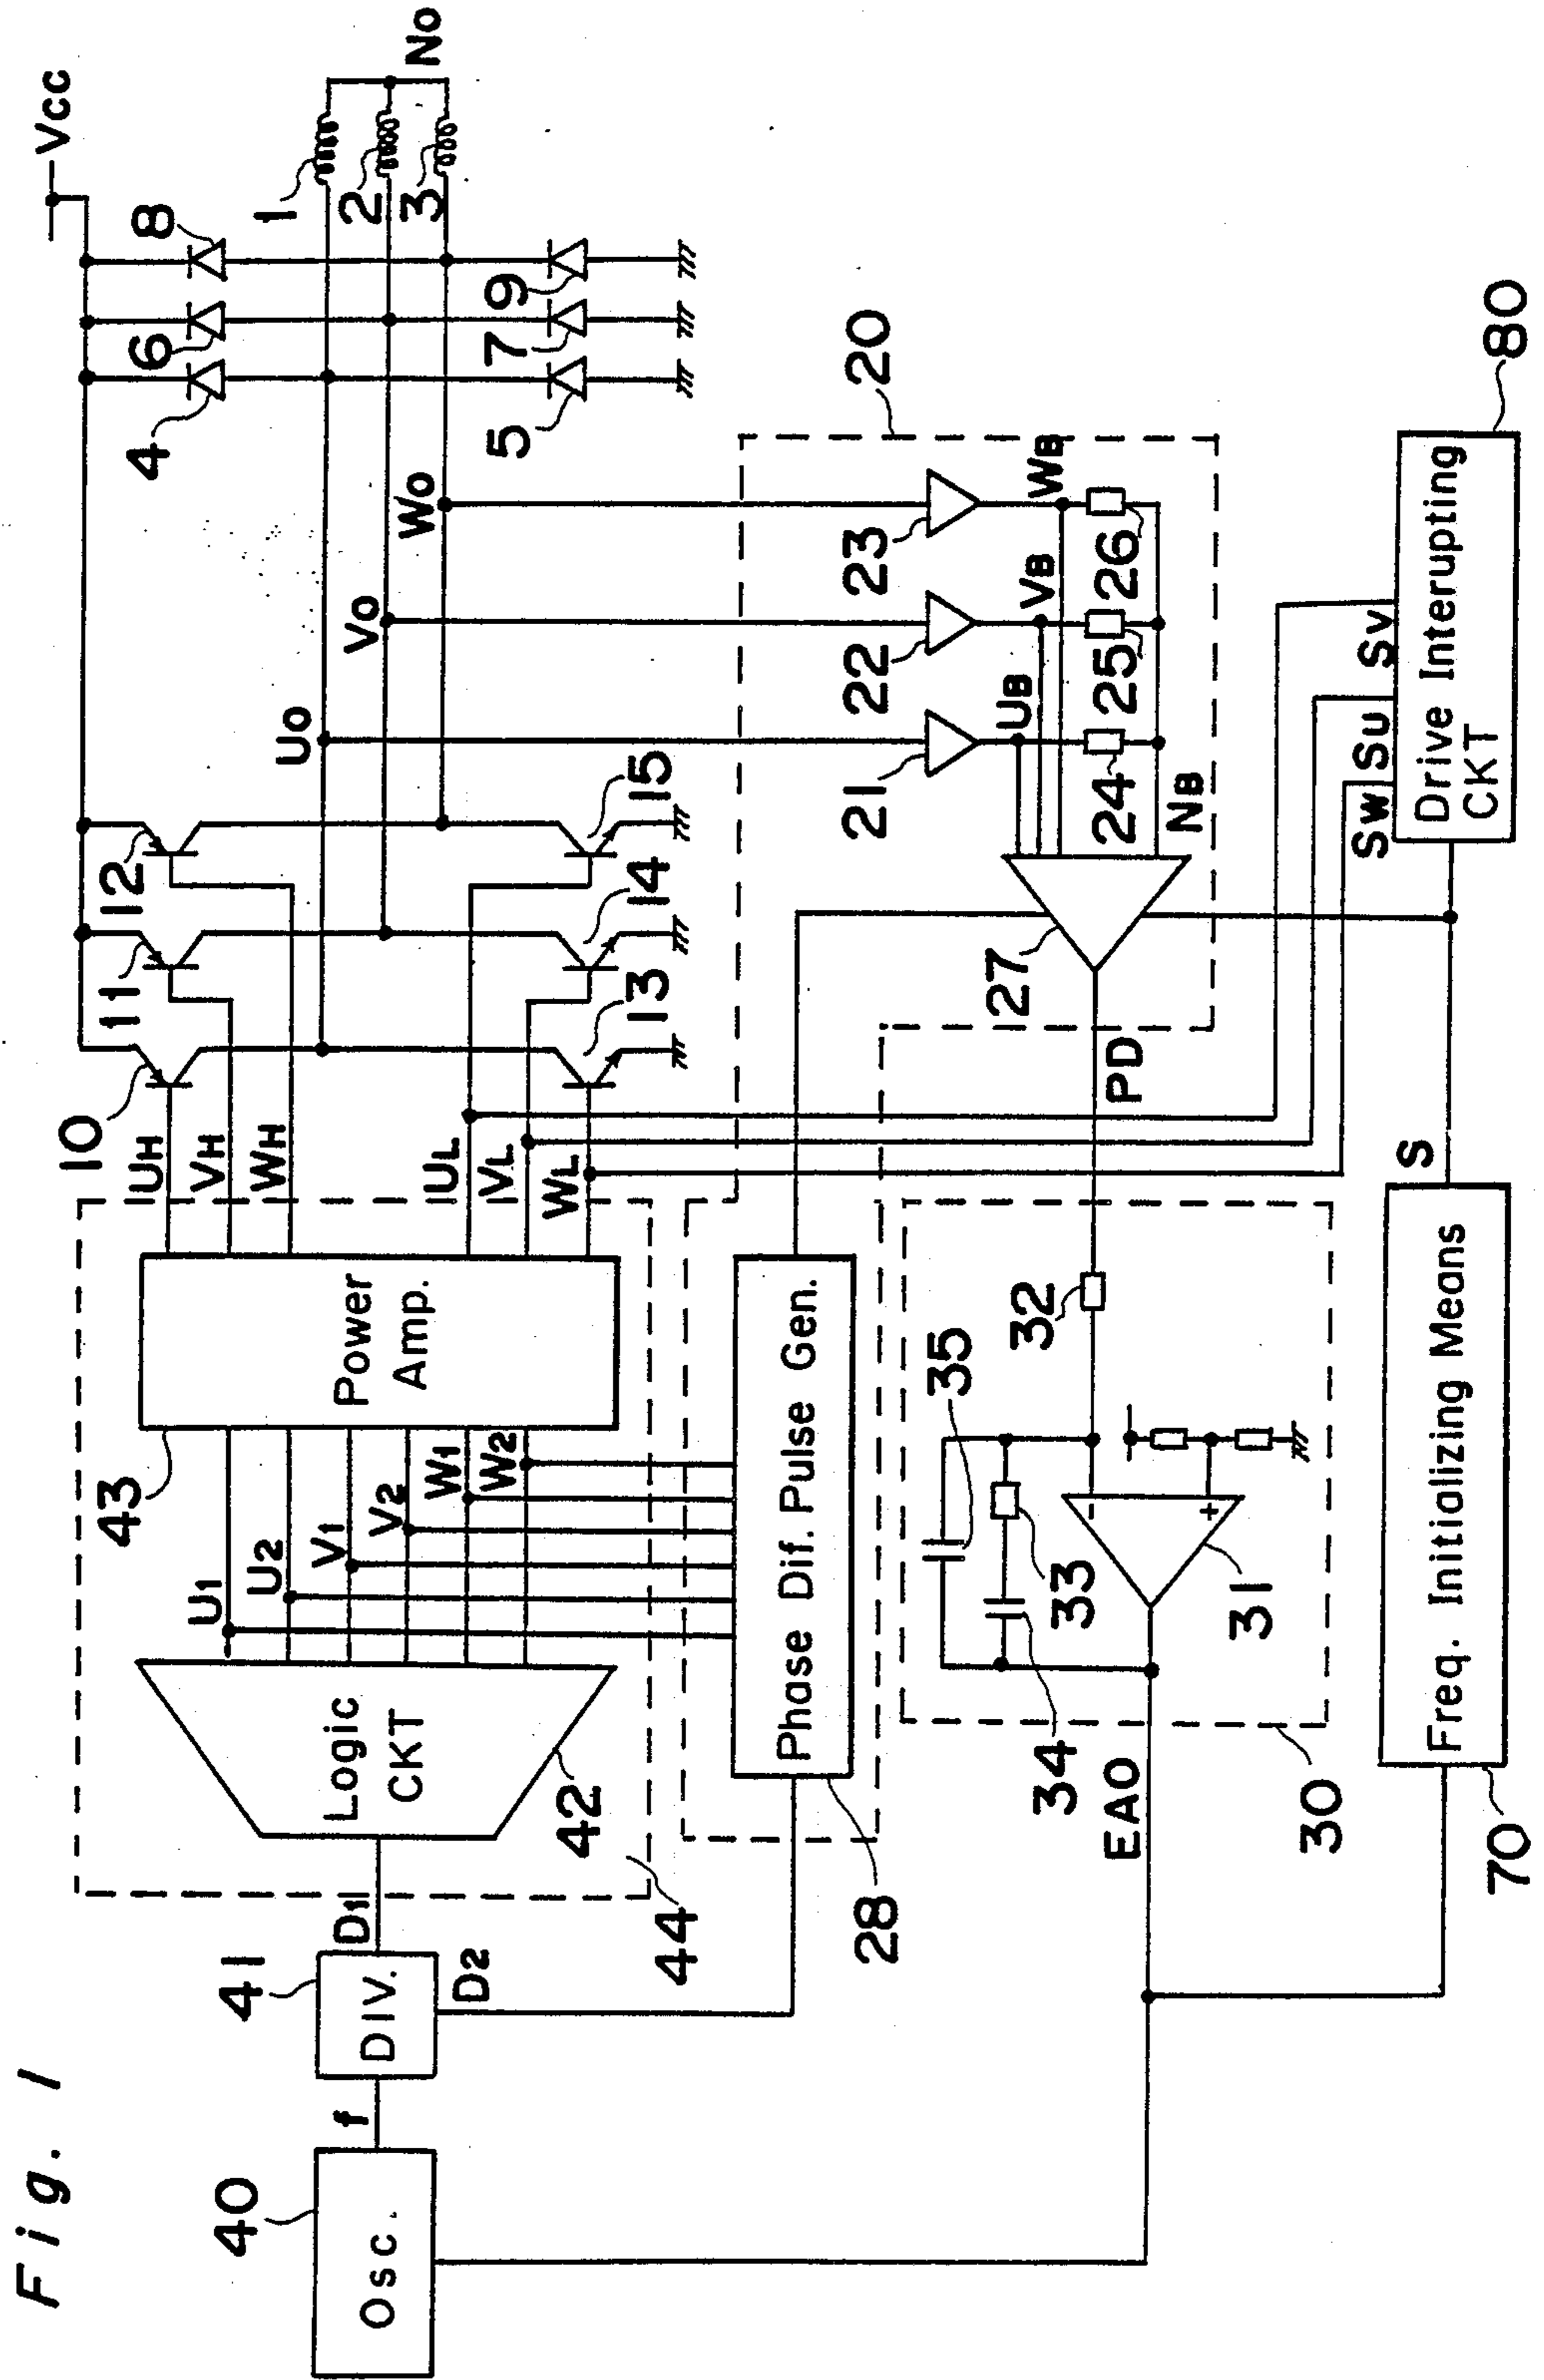 Fig. 1
Vcc
8
6
4
1
2
3
No
9
7
5
10
11
12
UO
VO
WO
13
14
15
UH
VH
WH
UL
VL
WL
43
Power
Amp.
U1
U2
V1
V2
W1
W2
Logic
CKT
42
44
D1
41
DIV.
D2
f
40
Osc.
20
21
22
23
UB
VB
WB
24
25
26
NB
27
PD
Phase Dif. Pulse Gen.
28
32
35
33
34
-
+
31
30
EAO
Freq. Initializing Means
70
S
Sw
Su
Sv
Drive Interupting
CKT
80